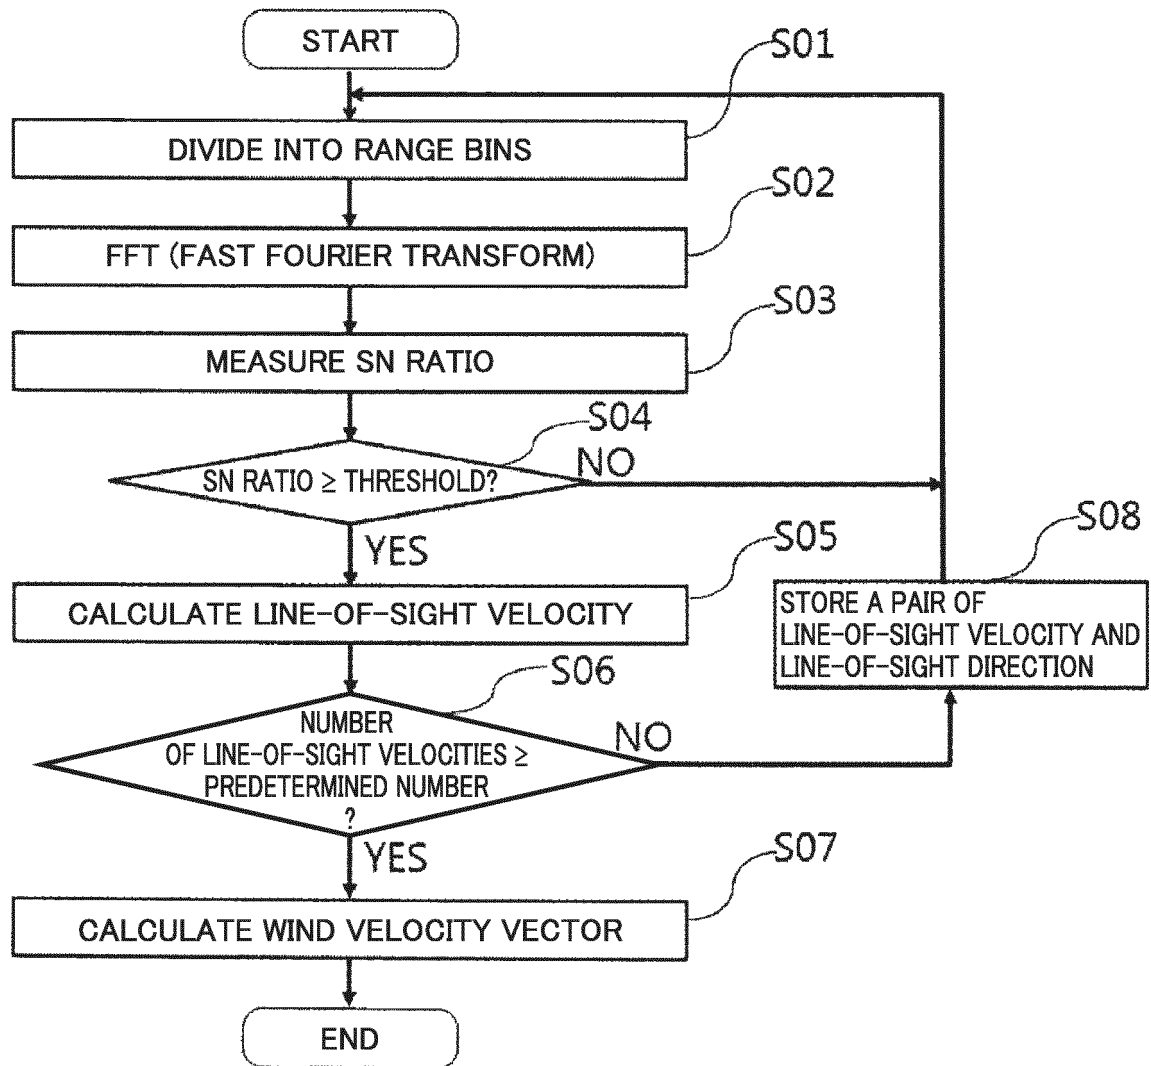 START
S01
DIVIDE INTO RANGE BINS
S02
FFT (FAST FOURIER TRANSFORM)
S03
MEASURE SN RATIO
S04
SN RATIO ≥ THRESHOLD?
NO
YES
S05
CALCULATE LINE-OF-SIGHT VELOCITY
S08
STORE A PAIR OF
LINE-OF-SIGHT VELOCITY AND
LINE-OF-SIGHT DIRECTION
S06
NUMBER
OF LINE-OF-SIGHT VELOCITIES ≥
PREDETERMINED NUMBER
?
NO
YES
S07
CALCULATE WIND VELOCITY VECTOR
END